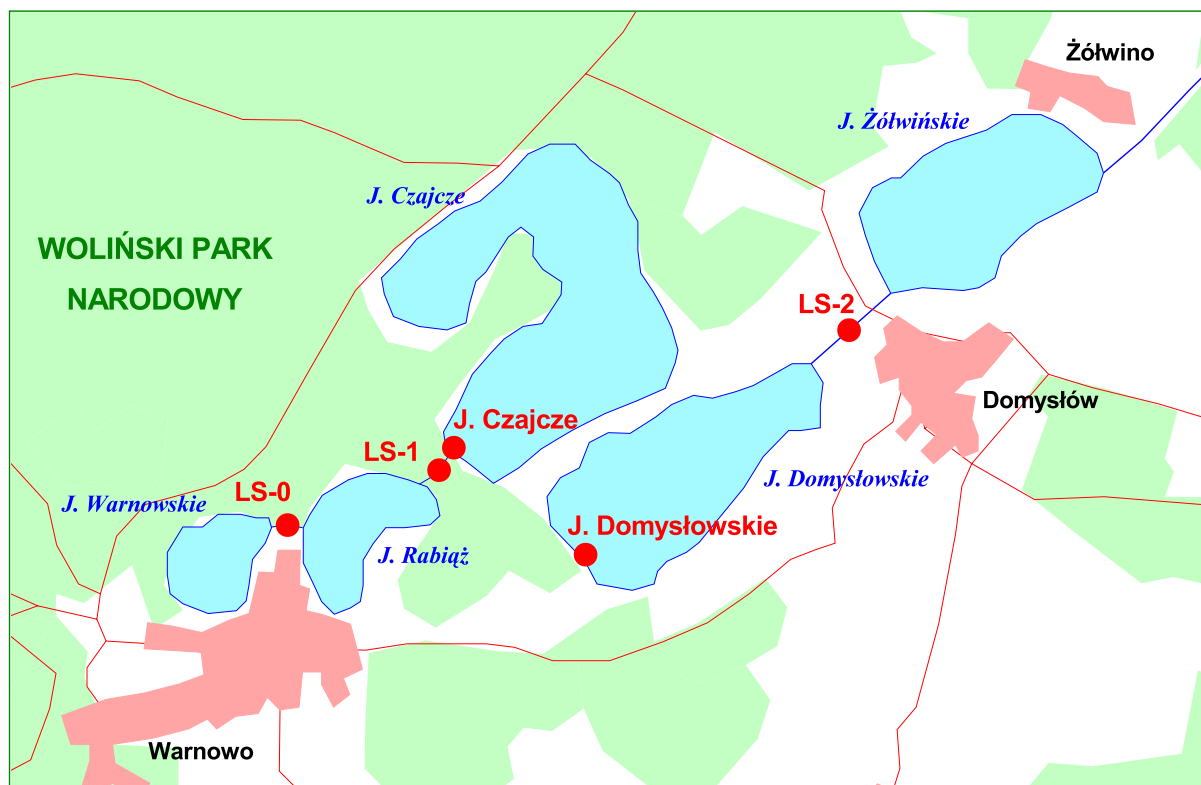 Żółwino
J. Żółwińskie
J. Czajcze
WOLIŃSKI PARK
NARODOWY
LS-2
Domysłów
J. Czajcze
LS-1
J. Domysłowskie
LS-0
J. Warnowskie
J. Domysłowskie
J. Rabiąż
Warnowo